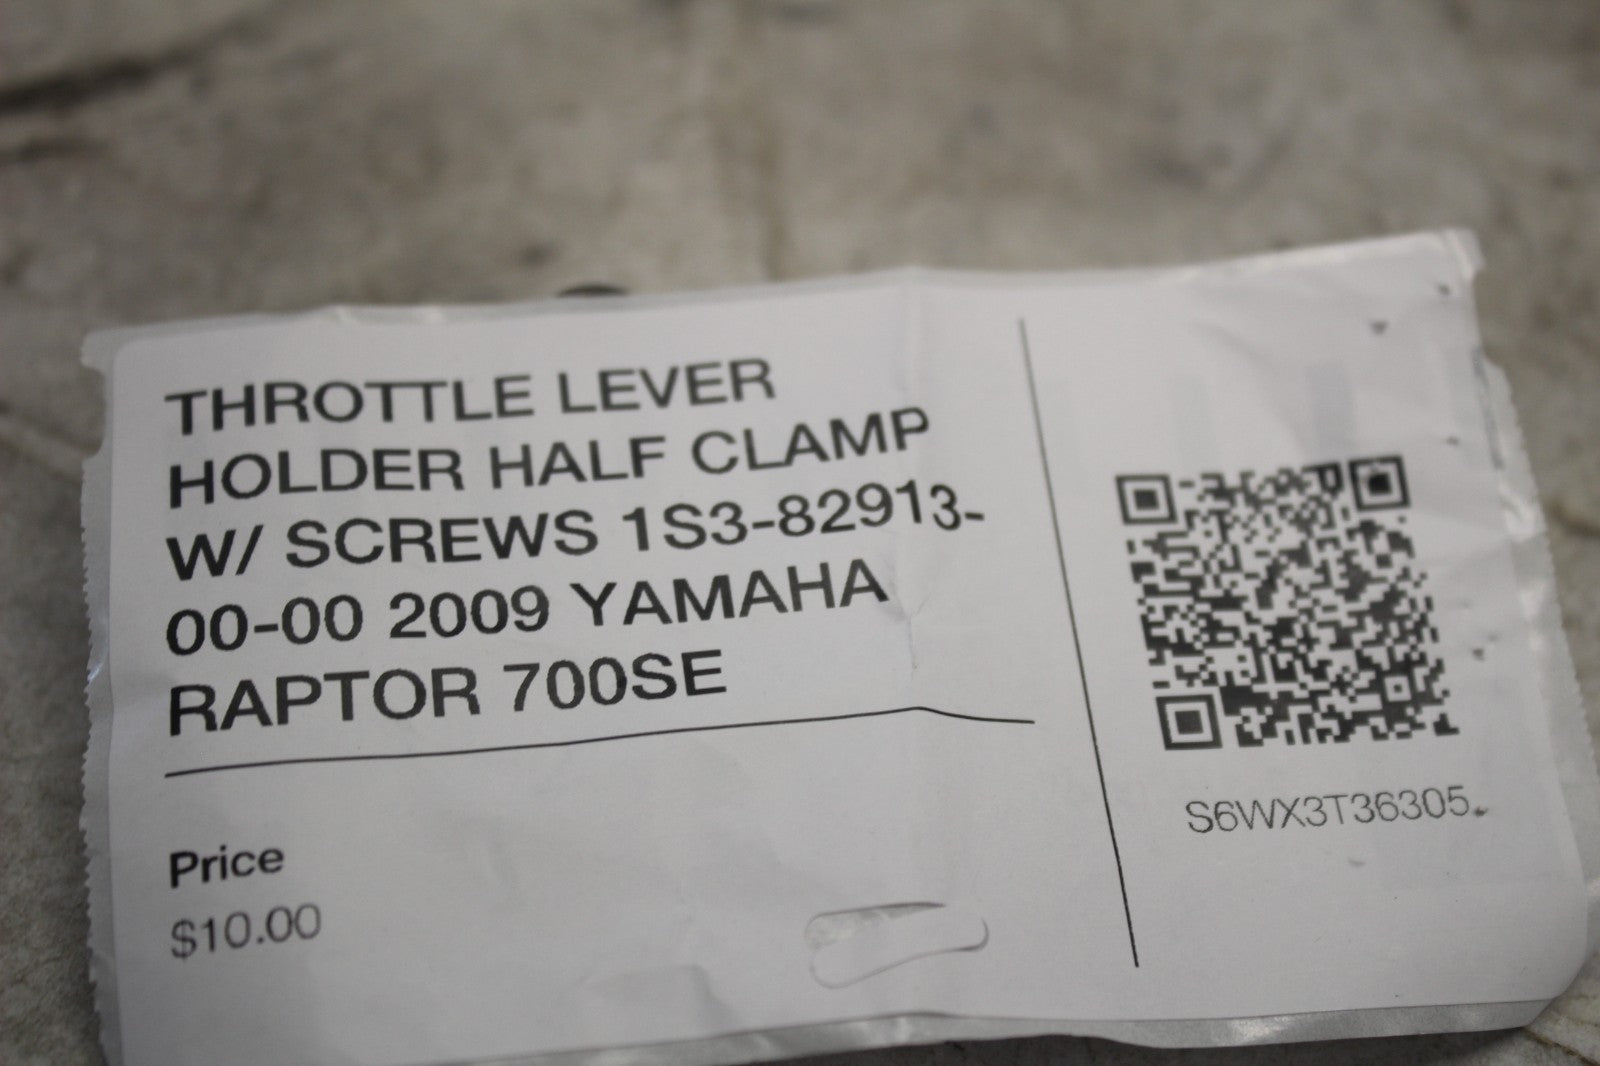 THROTTLE LEVER
HOLDER HALF CLAMP
W/ SCREWS 1S3-82913-
00-00 2009 YAMAHA
RAPTOR 700SE
Price
$10.00
S6WX3T36305